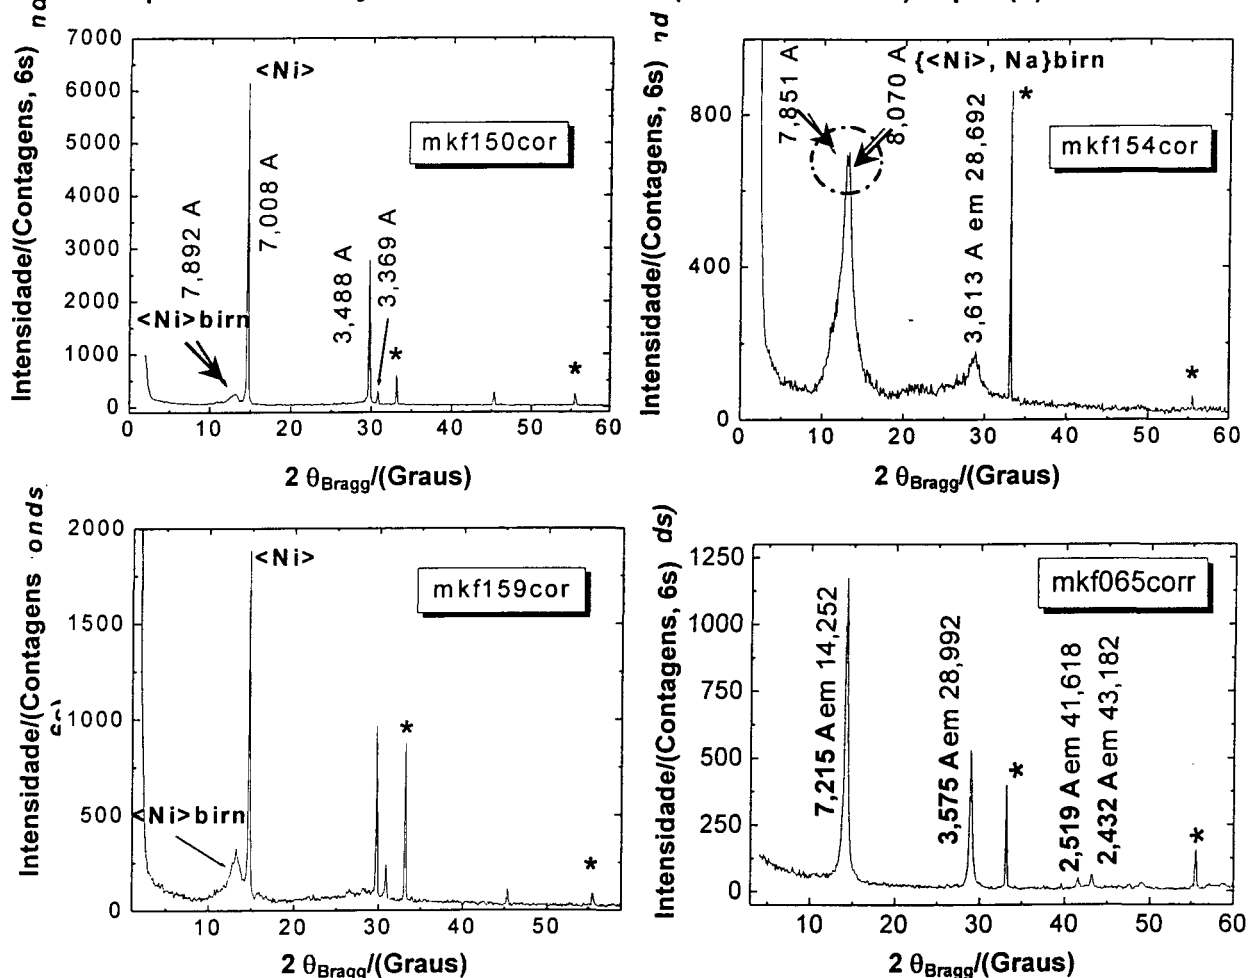 7000
6000
5000
4000
3000
2000
1000
0
Intensidade/(Contagens, 6s)
<Ni>
mkf150cor
7,892 A
7,008 A
3,488 A
3,369 A
<Ni>birn
*
*
0 10 20 30 40 50 60
2 θBragg/(Graus)
800
400
0
Intensidade/(Contagens, 6s)
7,851 A
8,070 A
{<Ni>, Na}birn
*
mkf154cor
3,613 A em 28,692
*
0 10 20 30 40 50 60
2 θBragg/(Graus)
2000
1500
1000
500
0
Intensidade/(Contagens
onds
<Ni>
mkf159cor
*
<Ni>birn
*
10 20 30 40 50
2 θBragg/(Graus)
1250
1000
750
500
250
0
Intensidade/(Contagens, 6s)
ds)
mkf065corr
7,215 A em 14,252
3,575 A em 28,992
*
2,519 A em 41,618
2,432 A em 43,182
*
10 20 30 40 50 60
2 θBragg/(Graus)